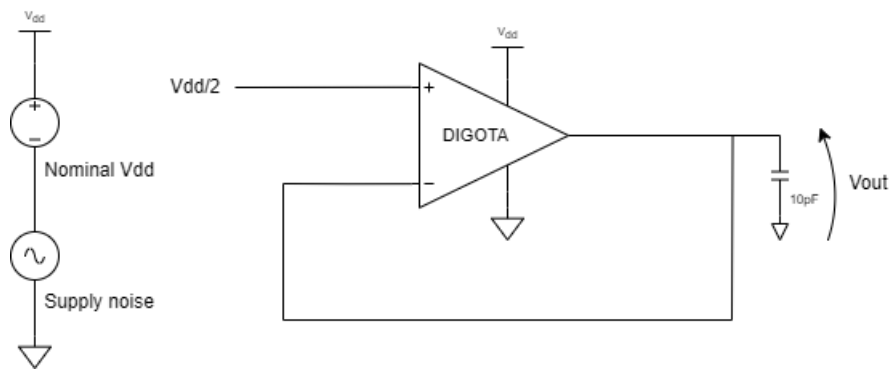 Vdd
+
−
Nominal Vdd
Supply noise
Vdd/2
Vdd
+
DIGOTA
−
10pF
Vout